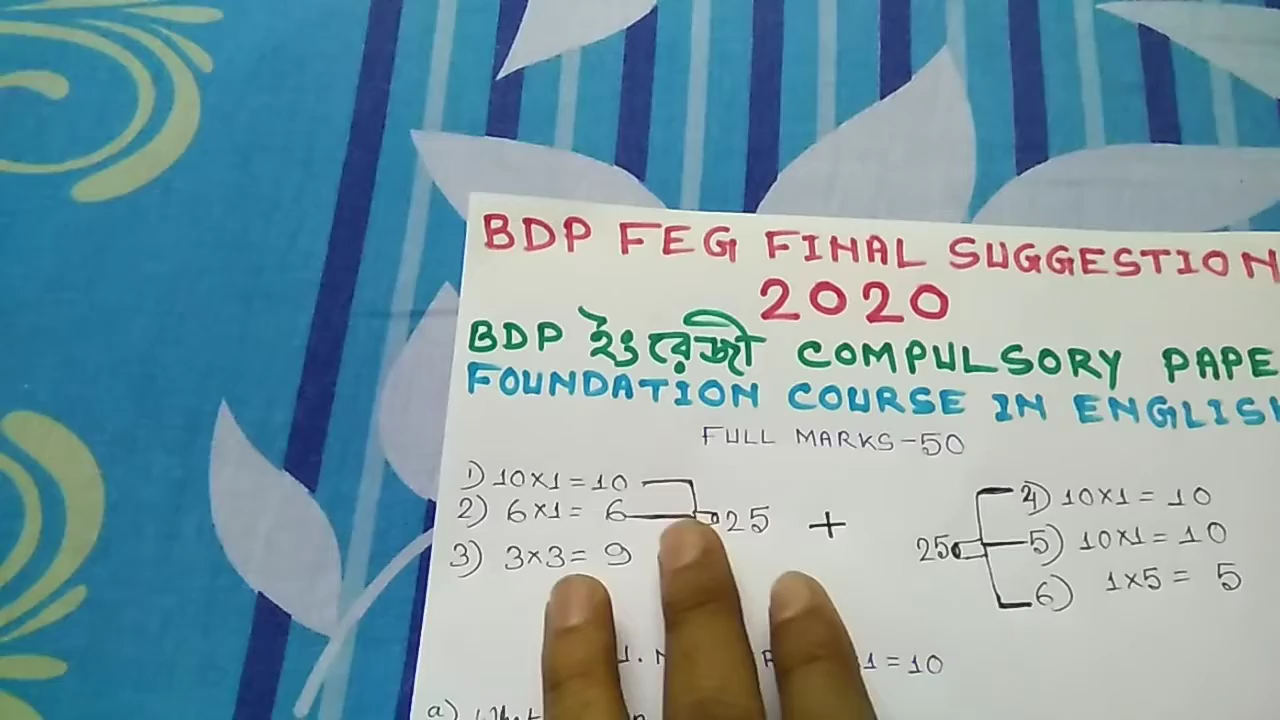 BDP FEG FINAL SUGGESTION
2020
BDP ইংরেজী COMPULSORY PAPE
FOUNDATION COURSE IN ENGLIS
FULL MARKS-50
1) 10×1=10
2) 6×1= 6
3) 3×3= 9
25 + 25
4) 10×1= 10
5) 10×1= 10
6) 1×5 = 5
1=10
a)